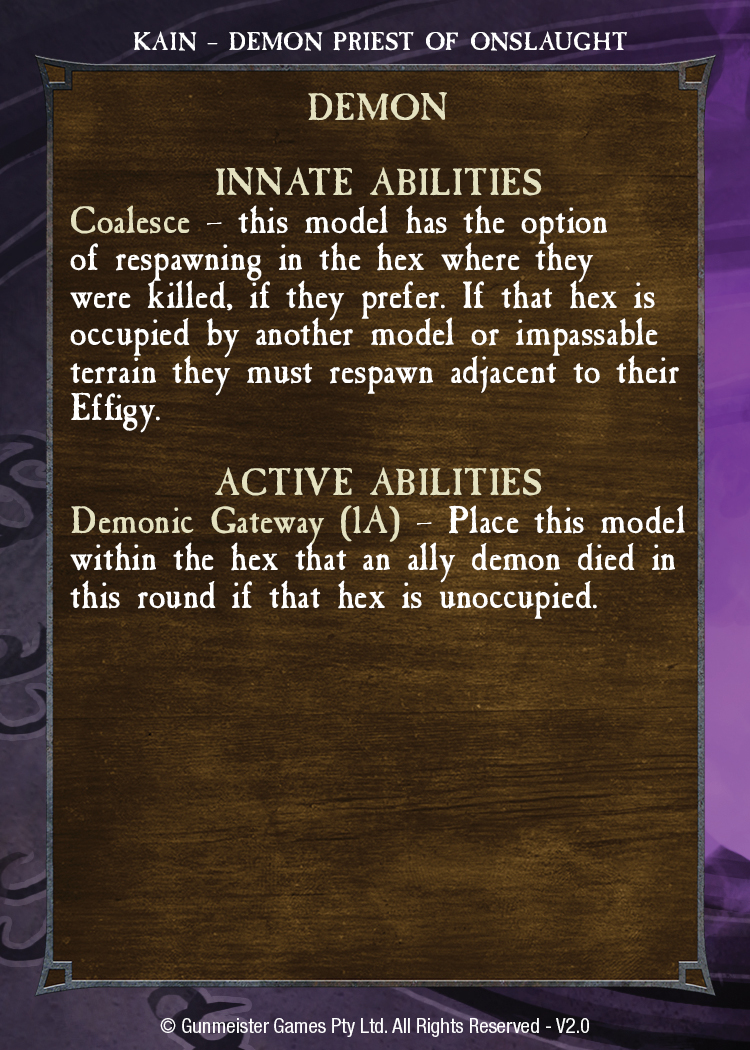 KAIN – DEMON PRIEST OF ONSLAUGHT
DEMON
INNATE ABILITIES
Coalesce – this model has the option
of respawning in the hex where they
were killed, if they prefer. If that hex is
occupied by another model or impassable
terrain they must respawn adjacent to their
Effigy.
ACTIVE ABILITIES
Demonic Gateway (1A) – Place this model
within the hex that an ally demon died in
this round if that hex is unoccupied.
© Gunmeister Games Pty Ltd. All Rights Reserved - V2.0